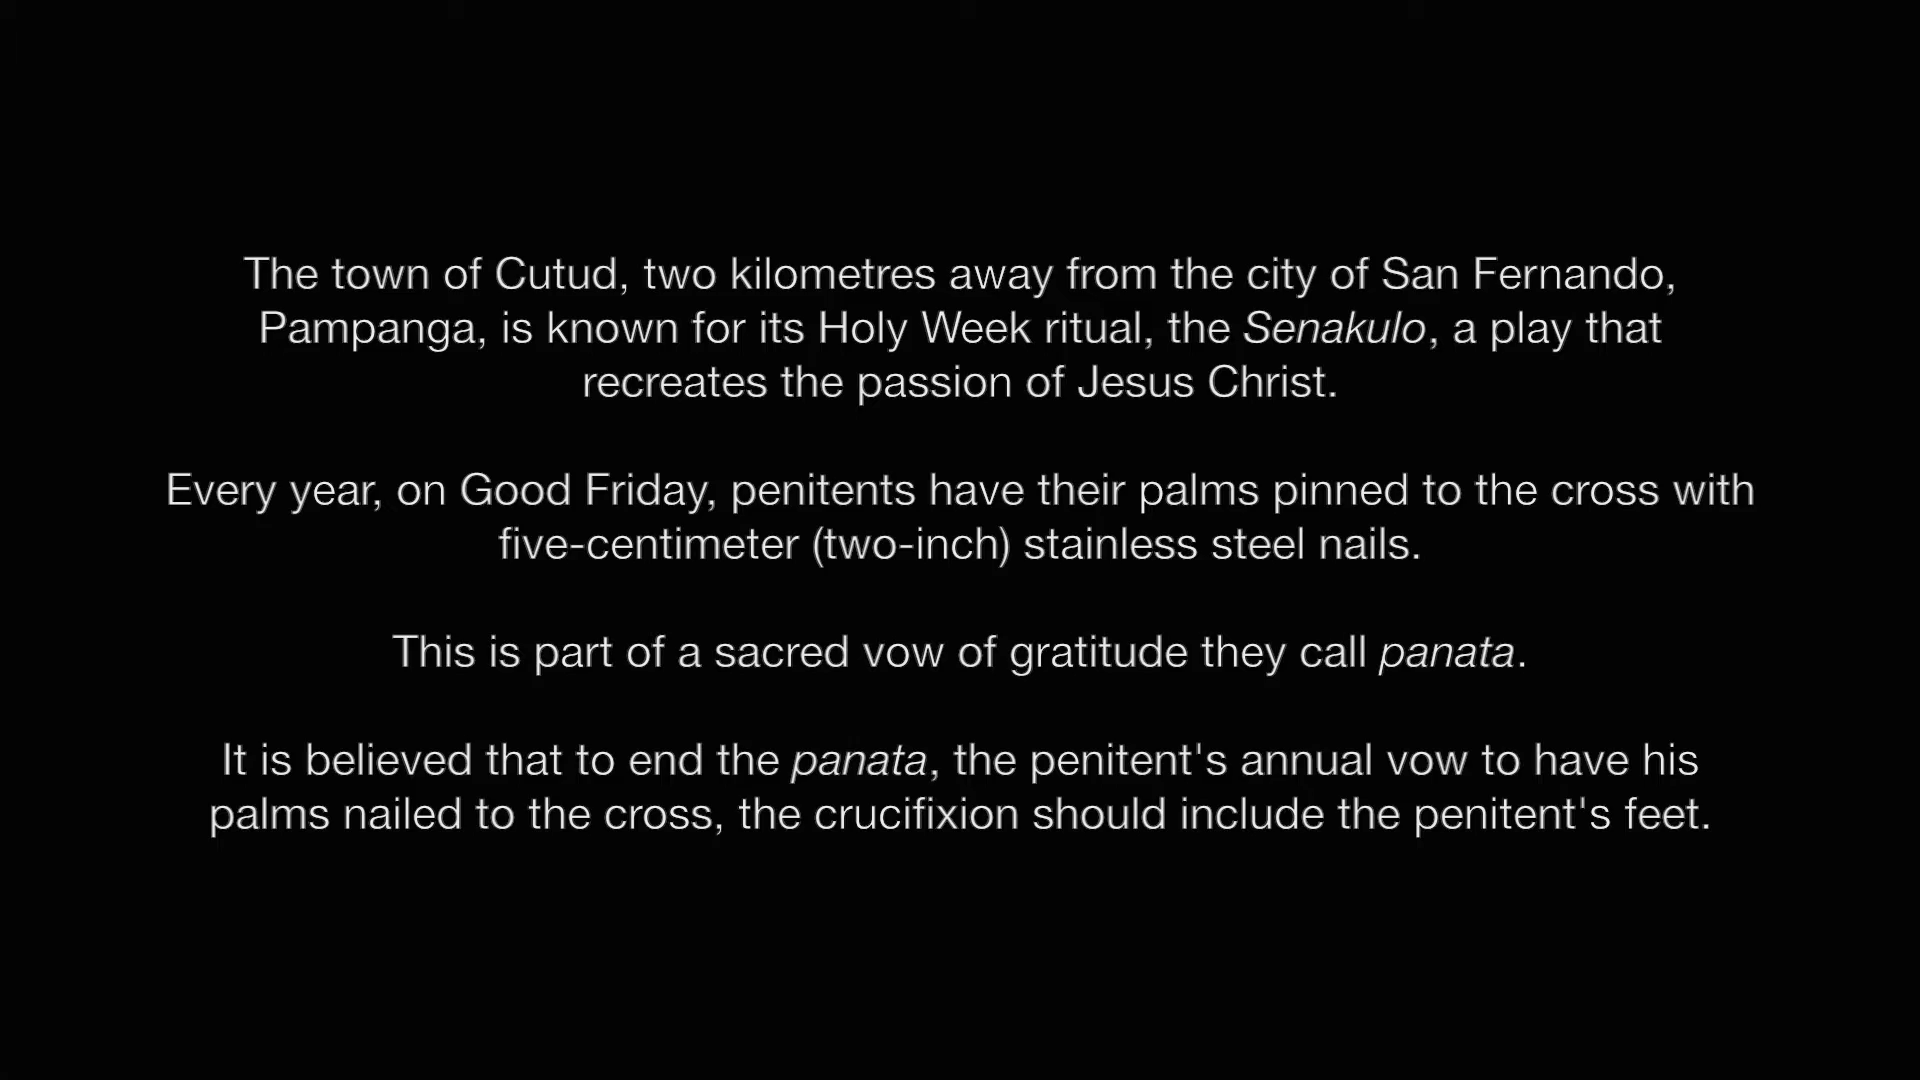 The town of Cutud, two kilometres away from the city of San Fernando,
Pampanga, is known for its Holy Week ritual, the Senakulo, a play that
recreates the passion of Jesus Christ.
Every year, on Good Friday, penitents have their palms pinned to the cross with
five-centimeter (two-inch) stainless steel nails.
This is part of a sacred vow of gratitude they call panata.
It is believed that to end the panata, the penitent's annual vow to have his
palms nailed to the cross, the crucifixion should include the penitent's feet.